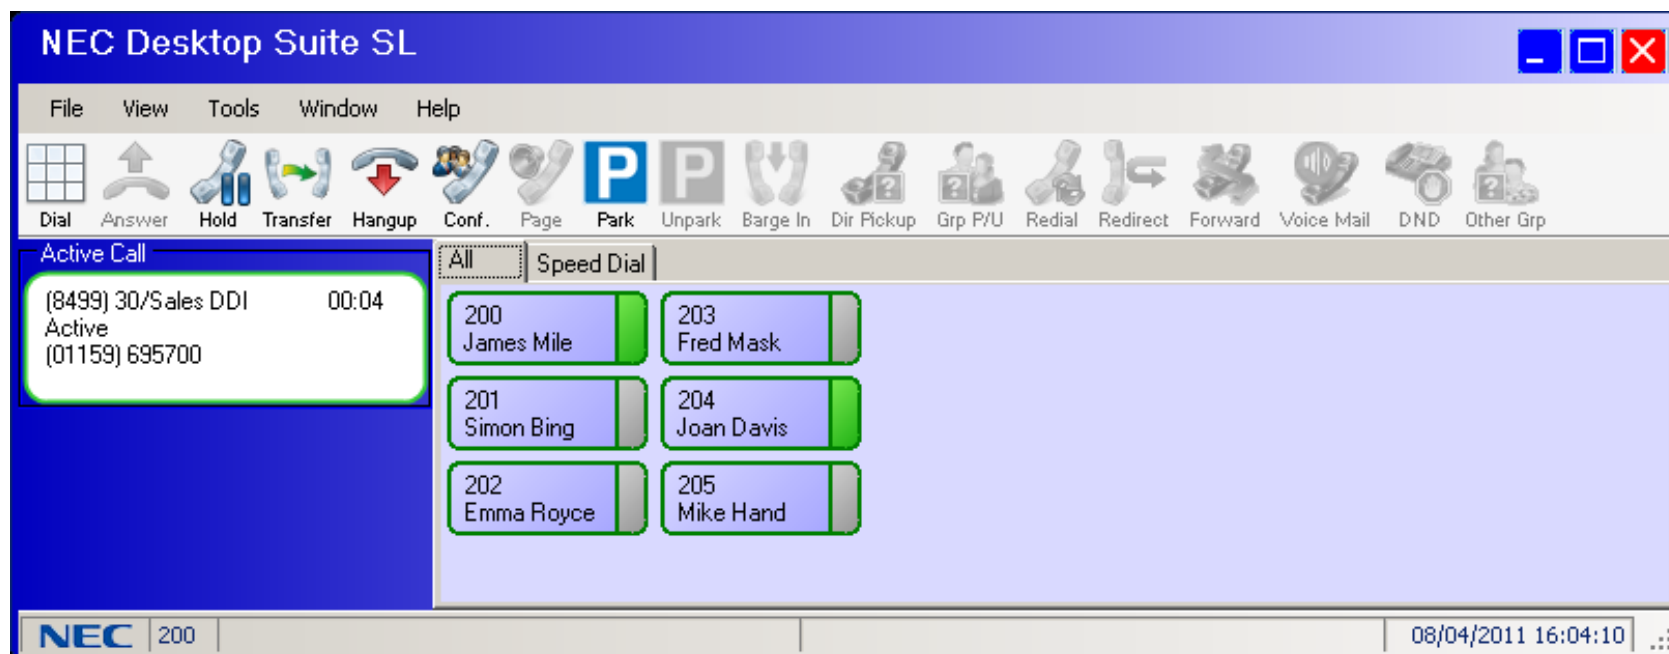 NEC Desktop Suite SL
File View Tools Window Help
Dial Answer Hold Transfer Hangup Conf. Page Park Unpark Barge In Dir Pickup Grp P/U Redial Redirect Forward Voice Mail DND Other Grp
Active Call
(8499) 30/Sales DDI 00:04
Active
(01159) 695700
All Speed Dial
200
James Mile
203
Fred Mask
201
Simon Bing
204
Joan Davis
202
Emma Royce
205
Mike Hand
NEC 200 08/04/2011 16:04:10